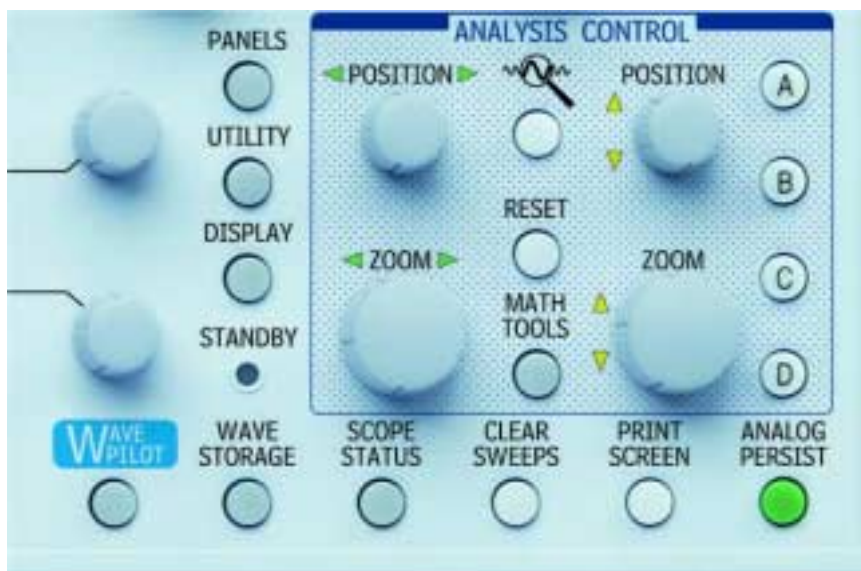 PANELS
UTILITY
DISPLAY
STANDBY
ANALYSIS CONTROL
POSITION
POSITION
RESET
ZOOM
ZOOM
MATH
TOOLS
A
B
C
D
WAVE
PILOT
WAVE
STORAGE
SCOPE
STATUS
CLEAR
SWEEPS
PRINT
SCREEN
ANALOG
PERSIST